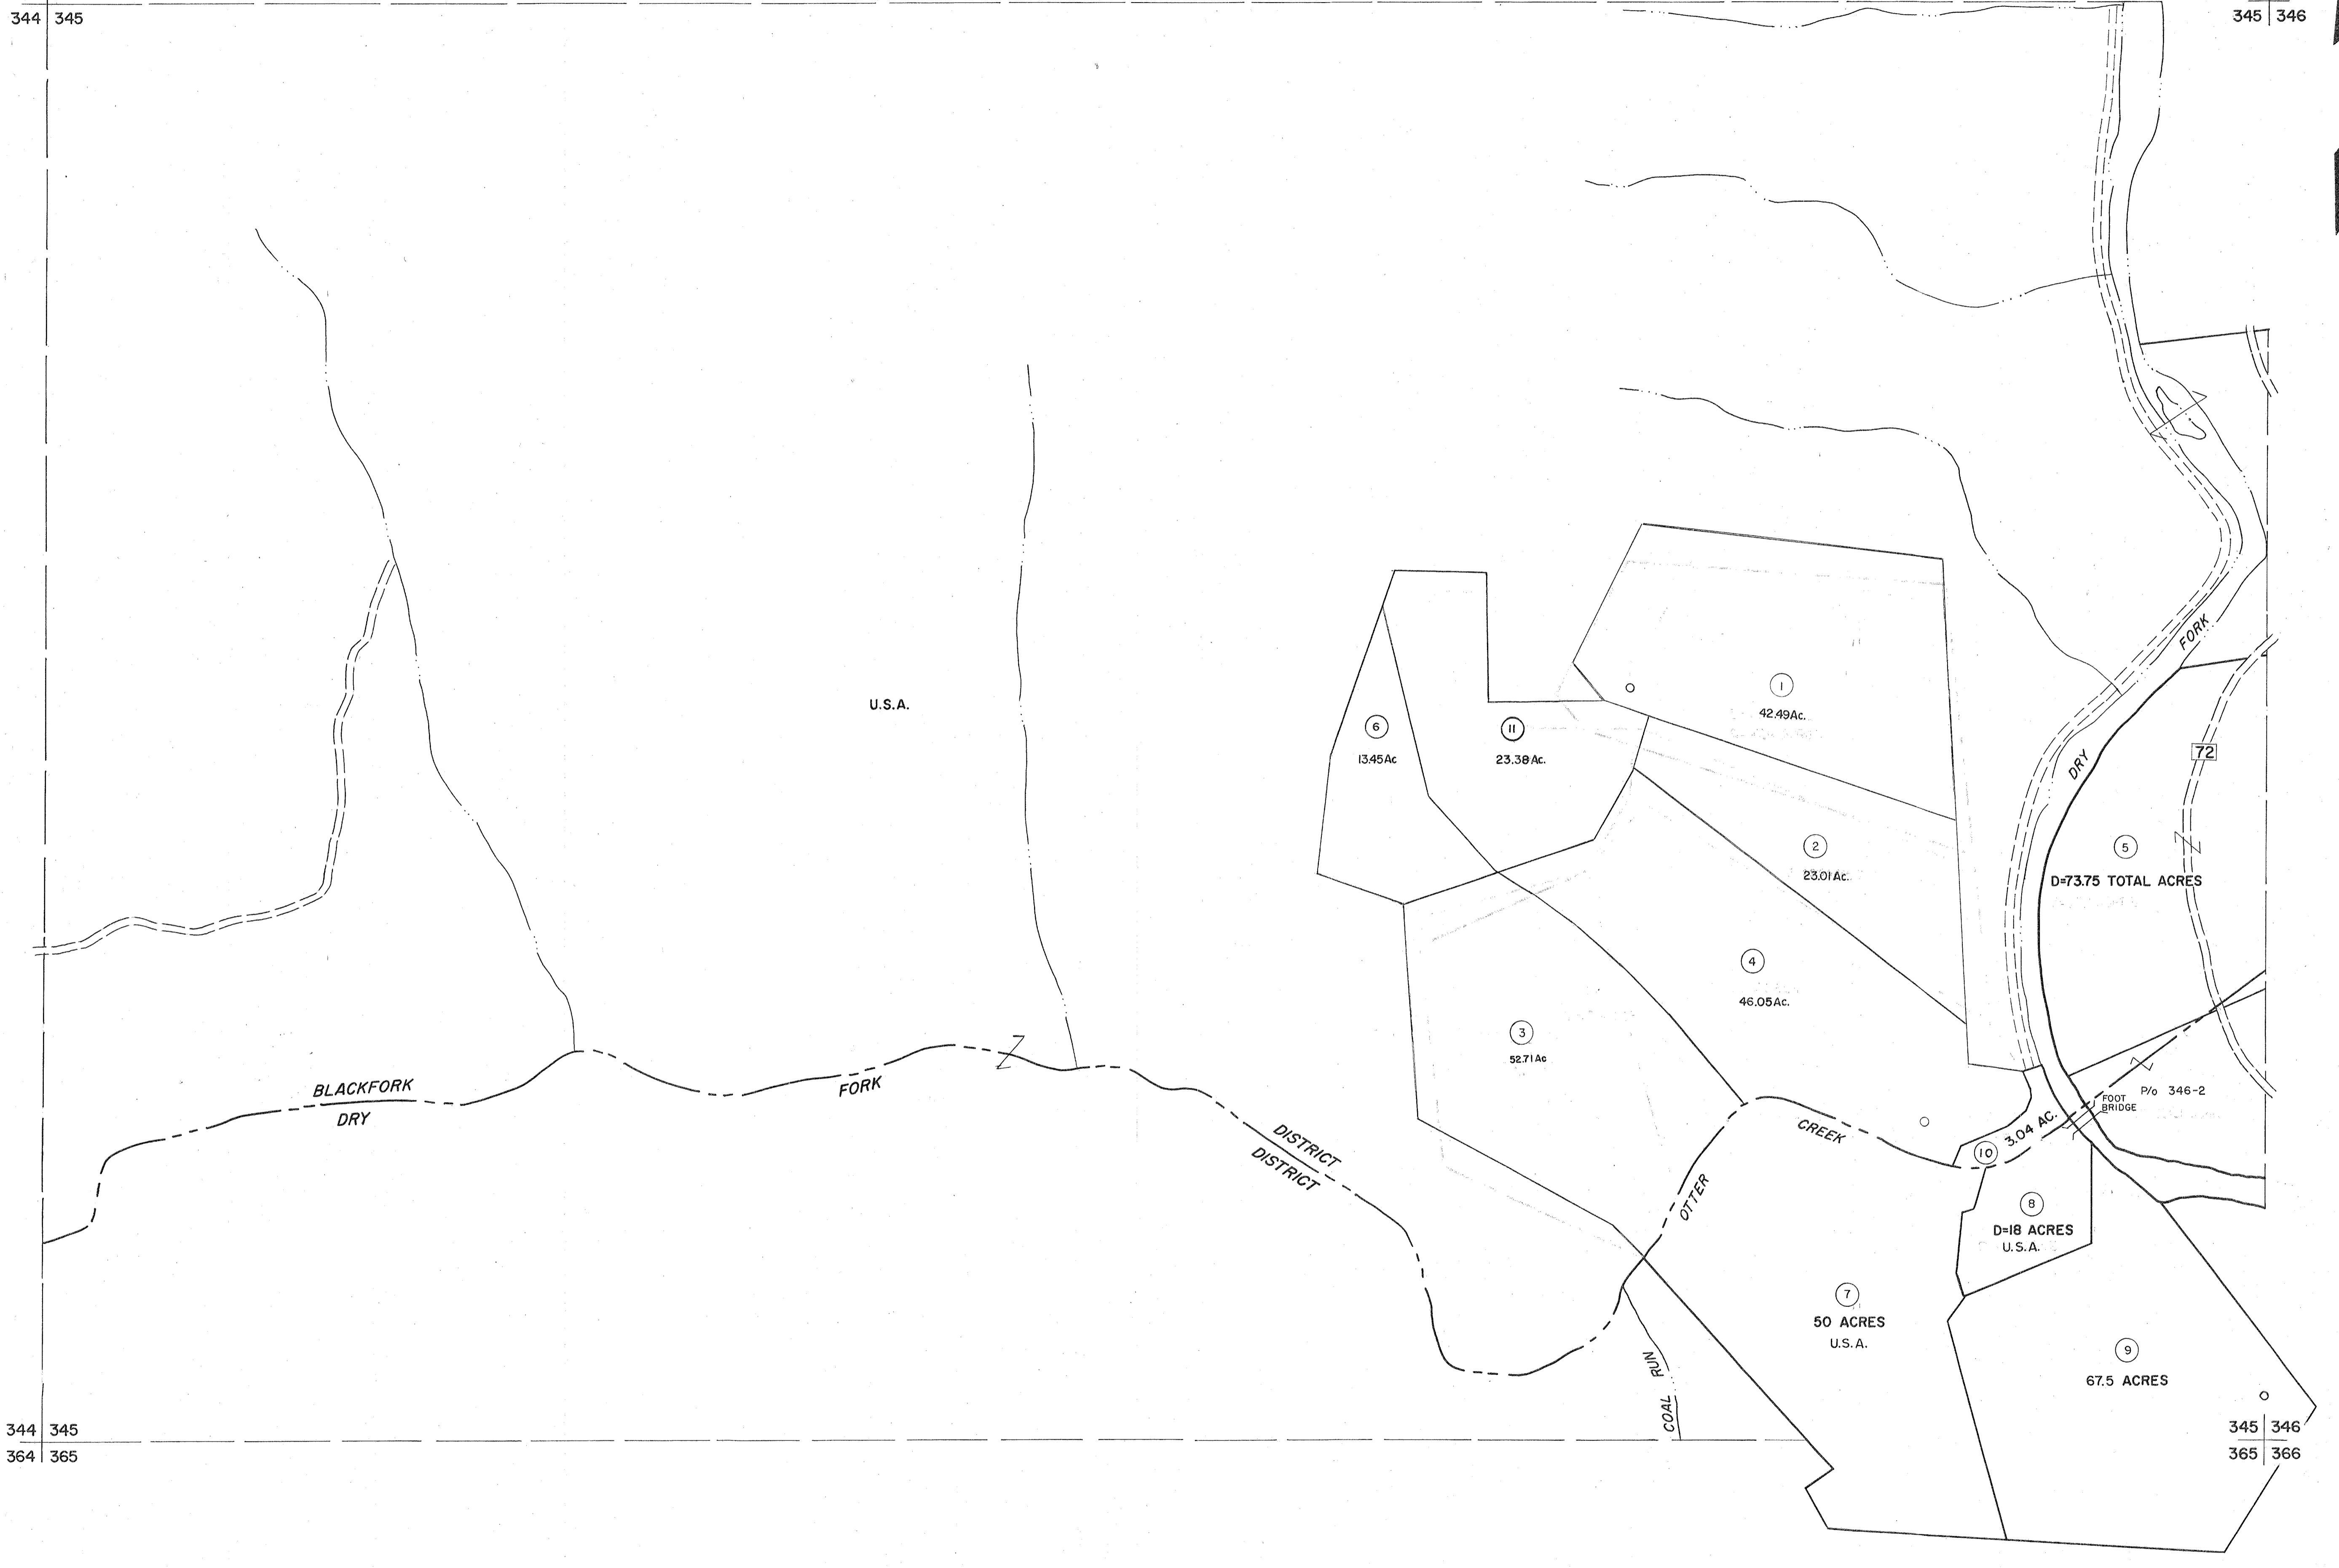 344 345
345 346
FORK
U.S.A.
1
42.49Ac.
6
13.45Ac
11
23.38Ac.
DRY
72
2
23.01Ac.
5
D=73.75 TOTAL ACRES
4
46.05Ac.
3
52.71Ac
BLACKFORK
DRY
FORK
DISTRICT
DISTRICT
CREEK
OTTER
P/o 346-2
FOOT
BRIDGE
3.04 AC.
10
8
D=18 ACRES
U.S.A.
7
50 ACRES
U.S.A.
9
67.5 ACRES
COAL RUN
344 345
364 365
345 346
365 366